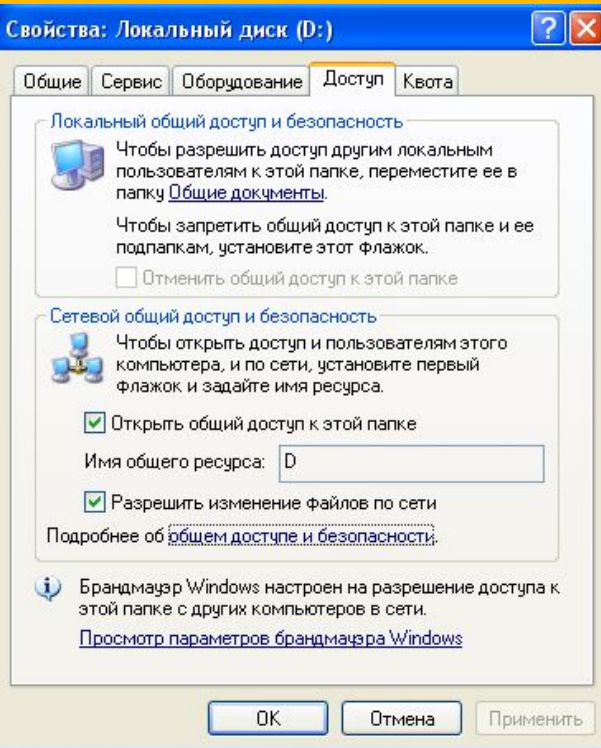 Свойства: Локальный диск (D:)
Общие Сервис Оборудование Доступ Квота
Локальный общий доступ и безопасность
Чтобы разрешить доступ другим локальным
пользователям к этой папке, переместите ее в
папку Общие документы.
Чтобы запретить общий доступ к этой папке и ее
подпапкам, установите этот флажок.
Отменить общий доступ к этой папке
Сетевой общий доступ и безопасность
Чтобы открыть доступ и пользователям этого
компьютера, и по сети, установите первый
флажок и задайте имя ресурса.
Открыть общий доступ к этой папке
Имя общего ресурса: D
Разрешить изменение файлов по сети
Подробнее об общем доступе и безопасности.
Брандмауэр Windows настроен на разрешение доступа к
этой папке с других компьютеров в сети.
Просмотр параметров брандмауэра Windows
OK Отмена Применить